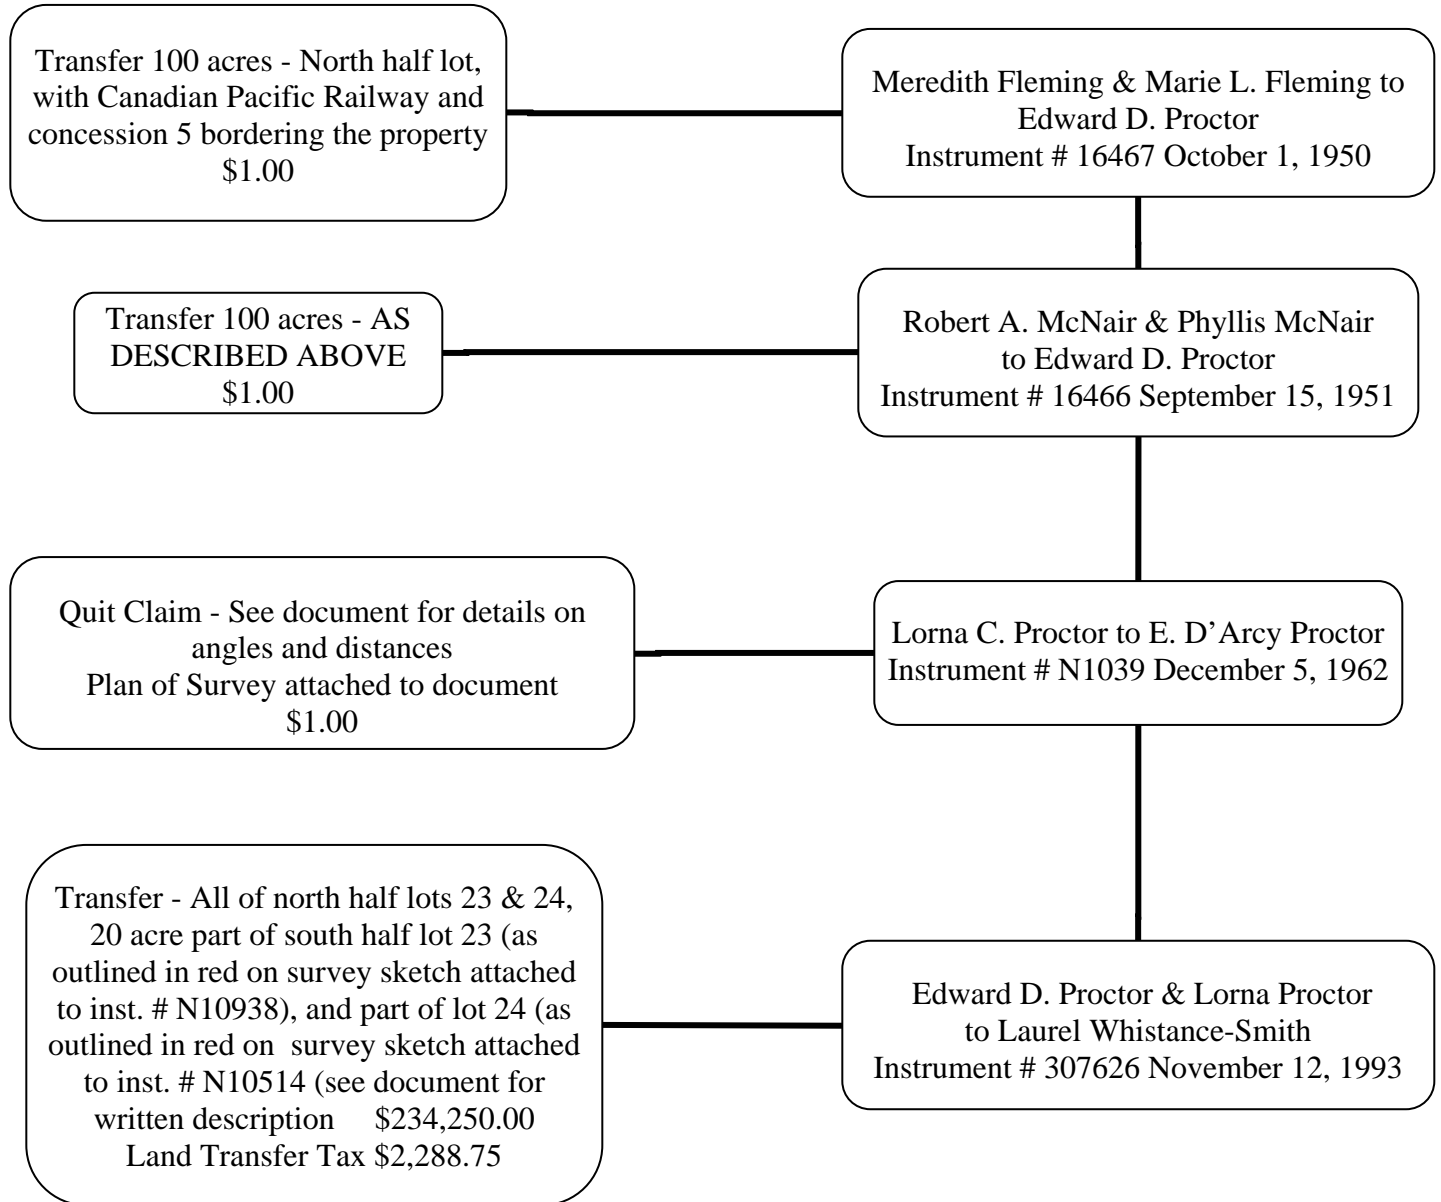 Transfer 100 acres - North half lot,
with Canadian Pacific Railway and
concession 5 bordering the property
$1.00
Meredith Fleming & Marie L. Fleming to
Edward D. Proctor
Instrument # 16467 October 1, 1950
Transfer 100 acres - AS
DESCRIBED ABOVE
$1.00
Robert A. McNair & Phyllis McNair
to Edward D. Proctor
Instrument # 16466 September 15, 1951
Quit Claim - See document for details on
angles and distances
Plan of Survey attached to document
$1.00
Lorna C. Proctor to E. D’Arcy Proctor
Instrument # N1039 December 5, 1962
Transfer - All of north half lots 23 & 24,
20 acre part of south half lot 23 (as
outlined in red on survey sketch attached
to inst. # N10938), and part of lot 24 (as
outlined in red on  survey sketch attached
to inst. # N10514 (see document for
written description     $234,250.00
Land Transfer Tax $2,288.75
Edward D. Proctor & Lorna Proctor
to Laurel Whistance-Smith
Instrument # 307626 November 12, 1993